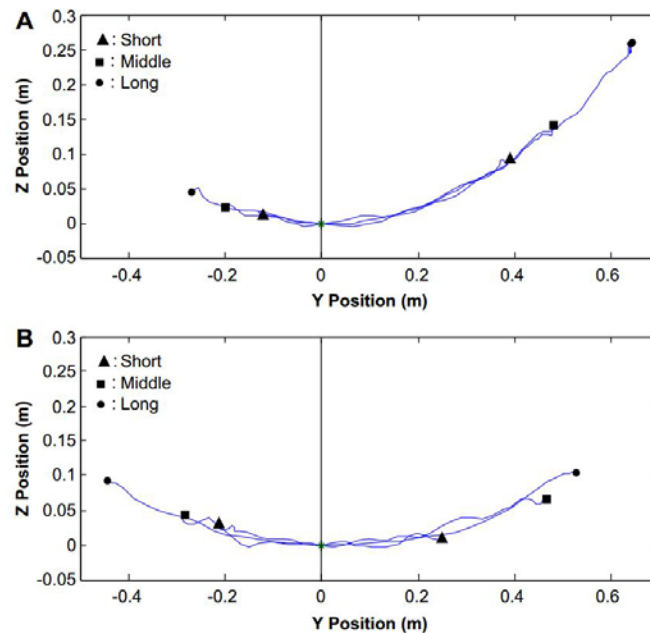 A
▲ : Short
■ : Middle
● : Long
Z Position (m)
0.3
0.25
0.2
0.15
0.1
0.05
0
-0.05
-0.4 -0.2 0 0.2 0.4 0.6
Y Position (m)
B
▲ : Short
■ : Middle
● : Long
Z Position (m)
0.3
0.25
0.2
0.15
0.1
0.05
0
-0.05
-0.4 -0.2 0 0.2 0.4 0.6
Y Position (m)